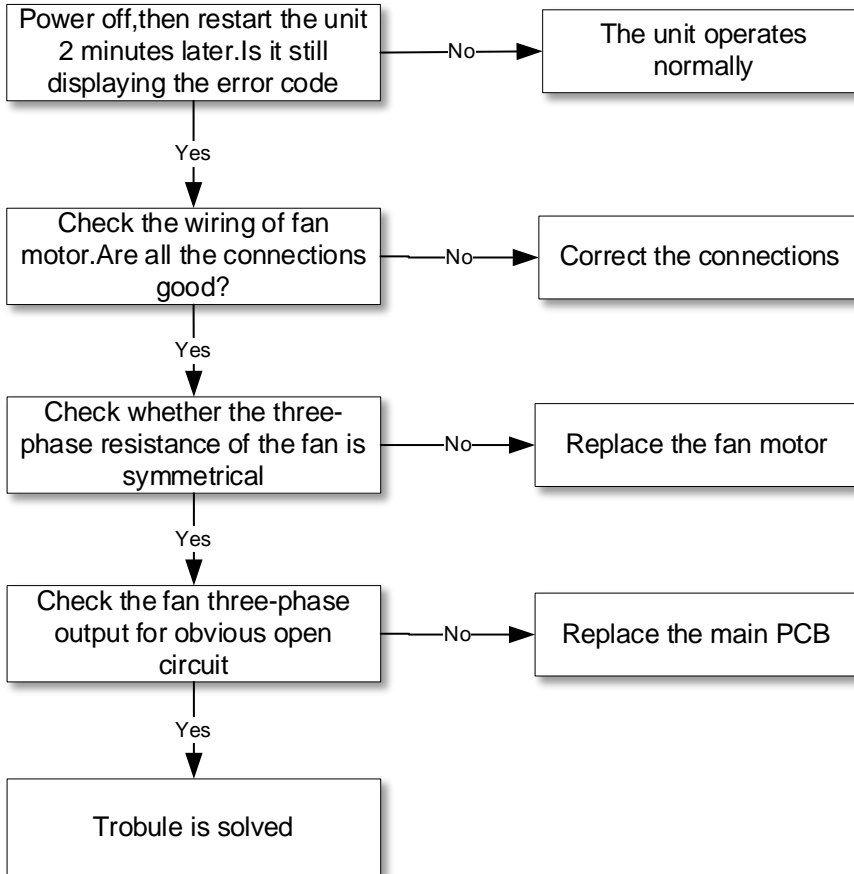 Power off,then restart the unit
2 minutes later.Is it still
displaying the error code
No
The unit operates
normally
Yes
Check the wiring of fan
motor.Are all the connections
good?
No
Correct the connections
Yes
Check whether the three-
phase resistance of the fan is
symmetrical
No
Replace the fan motor
Yes
Check the fan three-phase
output for obvious open
circuit
No
Replace the main PCB
Yes
Trobule is solved